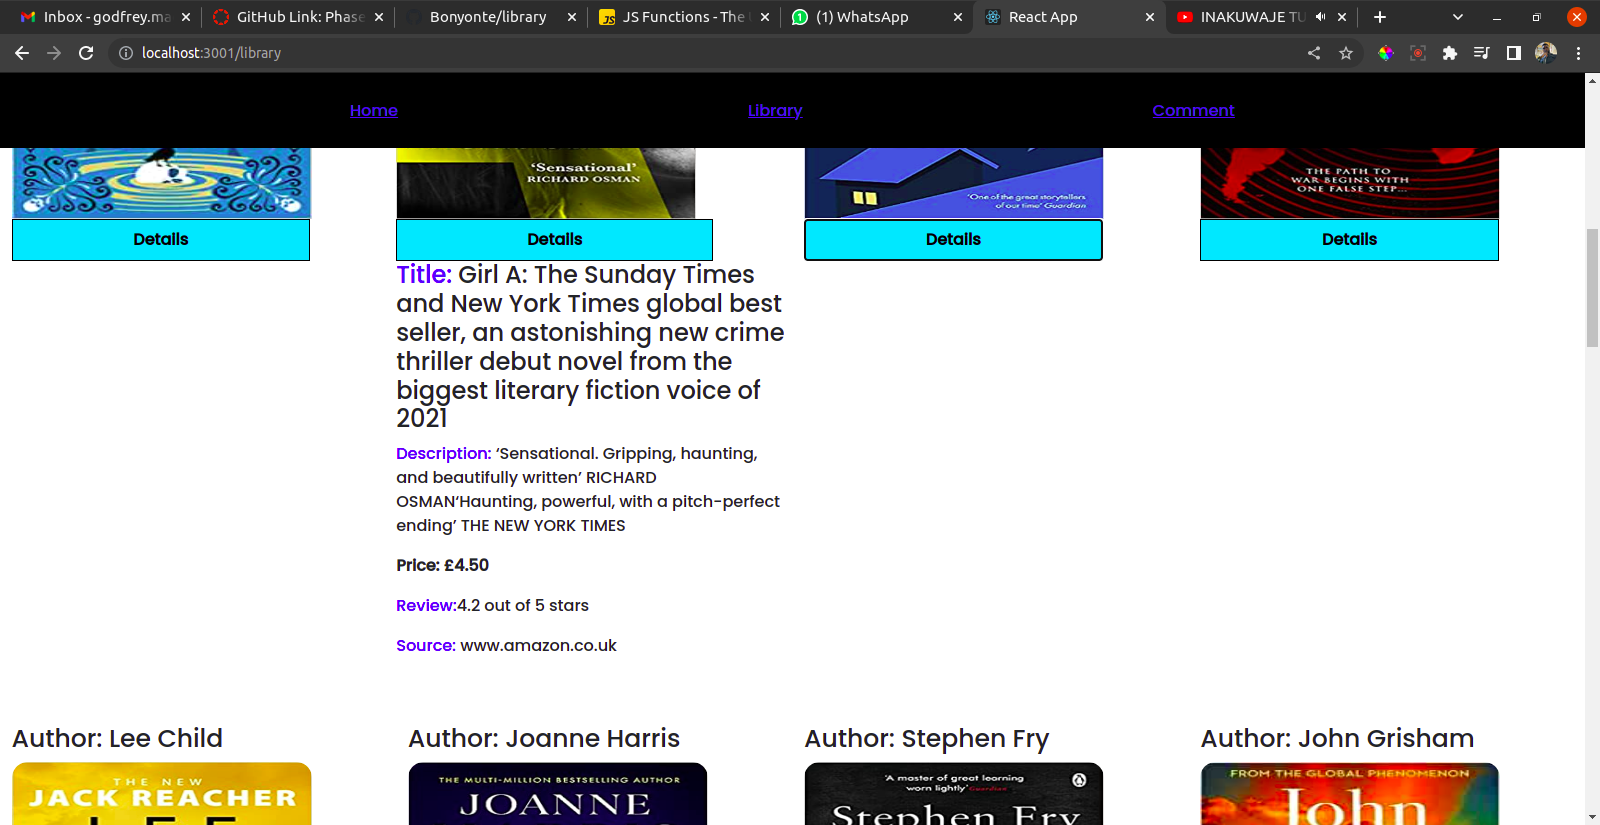 Inbox - godfrey.ma
GitHub Link: Phase
Bonyonte/library
JS Functions - The
(1) WhatsApp
React App
INAKUWAJE TU
localhost:3001/library
Home
Library
Comment
'Sensational'
RICHARD OSMAN
'One of the great storytellers
of our time' Guardian
THE PATH TO
WAR BEGINS WITH
ONE FALSE STEP...
Details
Details
Details
Details
Title: Girl A: The Sunday Times
and New York Times global best
seller, an astonishing new crime
thriller debut novel from the
biggest literary fiction voice of
2021
Description: ‘Sensational. Gripping, haunting,
and beautifully written’ RICHARD
OSMAN‘Haunting, powerful, with a pitch-perfect
ending’ THE NEW YORK TIMES
Price: £4.50
Review:4.2 out of 5 stars
Source: www.amazon.co.uk
Author: Lee Child
Author: Joanne Harris
Author: Stephen Fry
Author: John Grisham
THE NEW
JACK REACHER
LEE
THE MULTI-MILLION BESTSELLING AUTHOR
JOANNE
'A master of great learning
worn lightly' Guardian
Stephen Fry
FROM THE GLOBAL PHENOMENON
John